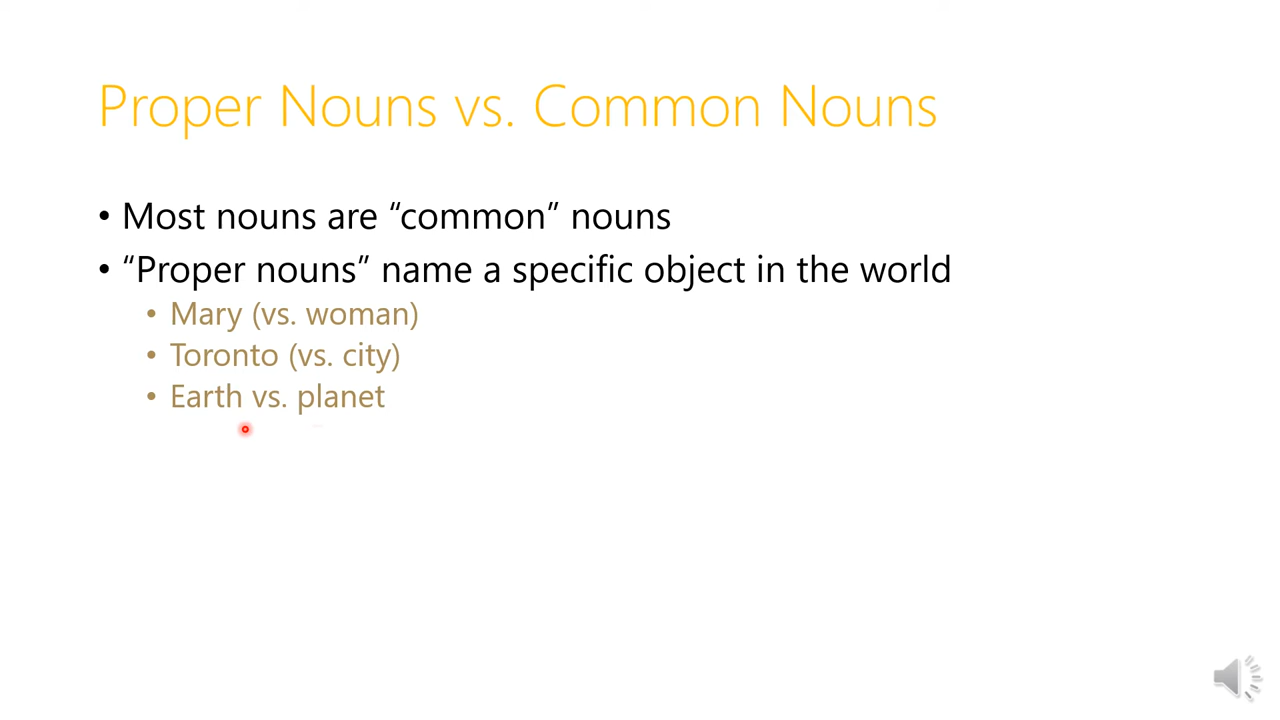 Proper Nouns vs. Common Nouns
• Most nouns are “common” nouns
• “Proper nouns” name a specific object in the world
• Mary (vs. woman)
• Toronto (vs. city)
• Earth vs. planet